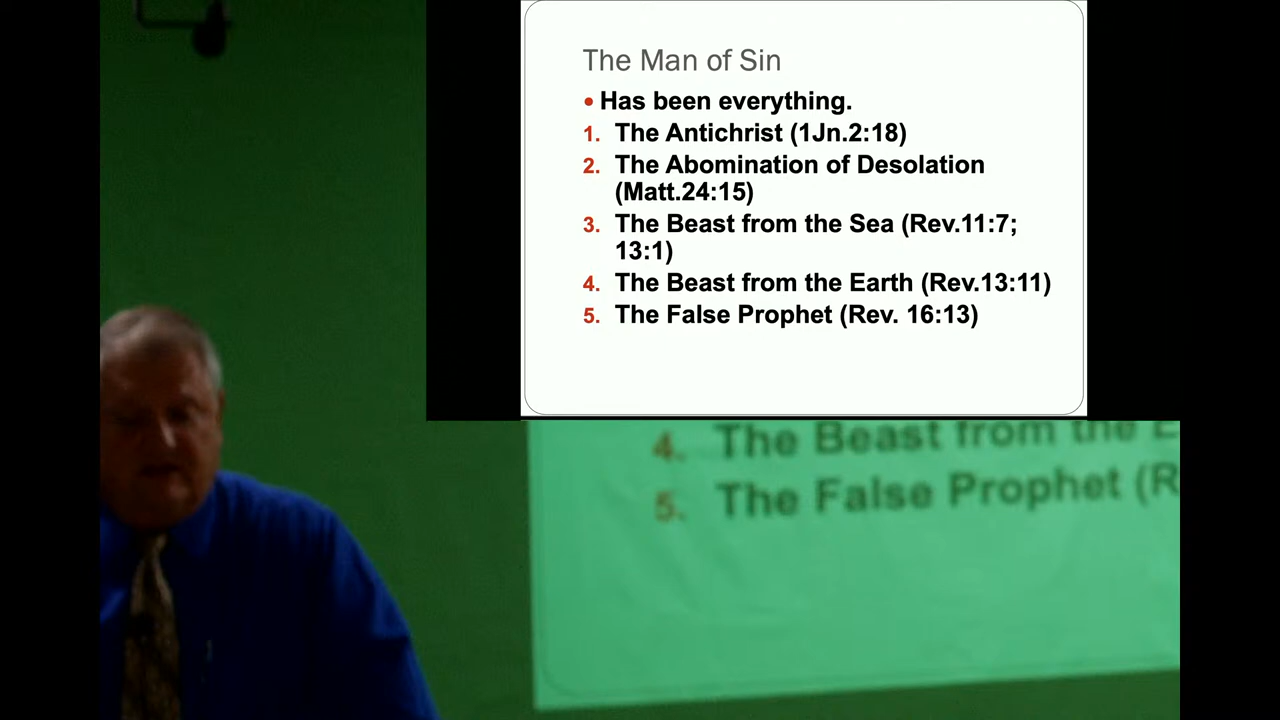 The Man of Sin
• Has been everything.
1. The Antichrist (1Jn.2:18)
2. The Abomination of Desolation
(Matt.24:15)
3. The Beast from the Sea (Rev.11:7;
13:1)
4. The Beast from the Earth (Rev.13:11)
5. The False Prophet (Rev. 16:13)
4. The Beast from the E
5. The False Prophet (R